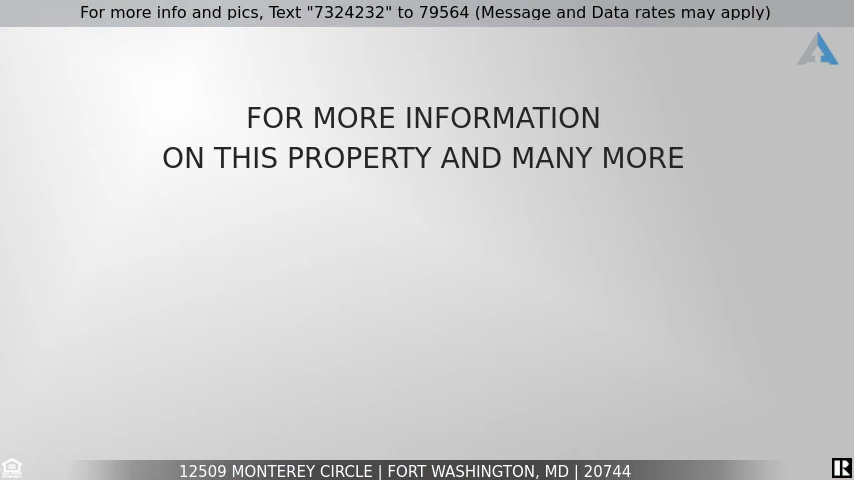 For more info and pics, Text "7324232" to 79564 (Message and Data rates may apply)
FOR MORE INFORMATION
ON THIS PROPERTY AND MANY MORE
12509 MONTEREY CIRCLE | FORT WASHINGTON, MD | 20744